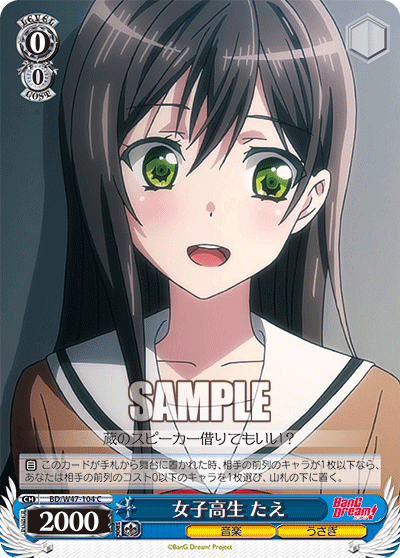 LEVEL
0
0
COST
SAMPLE
蔵のスピーカー借りてもいい!?
このカードが手札から舞台に置かれた時、相手の前列のキャラが1枚以下なら、
あなたは相手の前列のコスト0以下のキャラを1枚選び、山札の下に置く。
CH BD/W47-104 C
2000
女子高生 たえ
BanG Dream!
音楽 うさぎ
©BanG Dream! Project